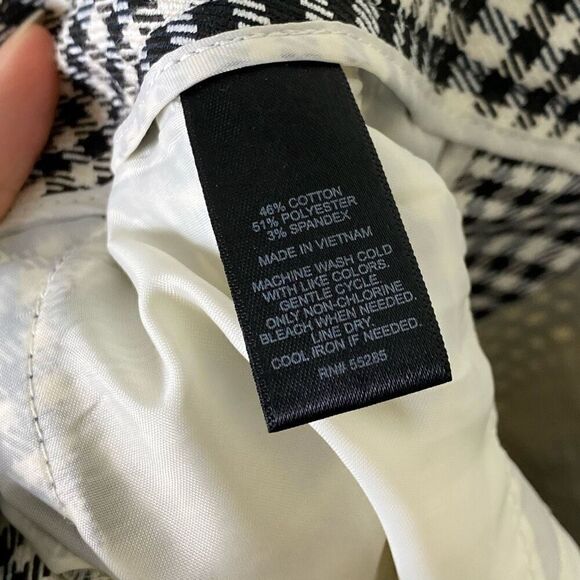 46% COTTON
51% POLYESTER
3% SPANDEX
MADE IN VIETNAM
MACHINE WASH COLD
WITH LIKE COLORS.
GENTLE CYCLE
ONLY NON-CHLORINE
BLEACH WHEN NEEDED.
LINE DRY.
COOL IRON IF NEEDED.
RN# 55285